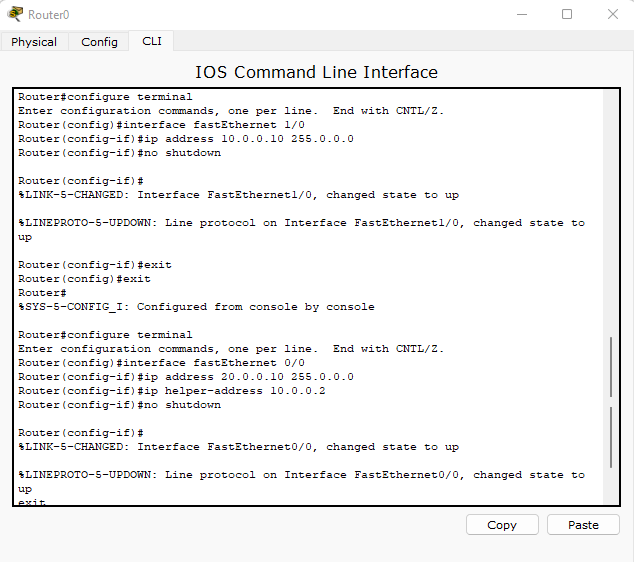 Router0
Physical Config CLI
IOS Command Line Interface
Router#configure terminal
Enter configuration commands, one per line.  End with CNTL/Z.
Router(config)#interface fastEthernet 1/0
Router(config-if)#ip address 10.0.0.10 255.0.0.0
Router(config-if)#no shutdown
Router(config-if)#
%LINK-5-CHANGED: Interface FastEthernet1/0, changed state to up
%LINEPROTO-5-UPDOWN: Line protocol on Interface FastEthernet1/0, changed state to
up
Router(config-if)#exit
Router(config)#exit
Router#
%SYS-5-CONFIG_I: Configured from console by console
Router#configure terminal
Enter configuration commands, one per line.  End with CNTL/Z.
Router(config)#interface fastEthernet 0/0
Router(config-if)#ip address 20.0.0.10 255.0.0.0
Router(config-if)#ip helper-address 10.0.0.2
Router(config-if)#no shutdown
Router(config-if)#
%LINK-5-CHANGED: Interface FastEthernet0/0, changed state to up
%LINEPROTO-5-UPDOWN: Line protocol on Interface FastEthernet0/0, changed state to
up
exit
Copy Paste